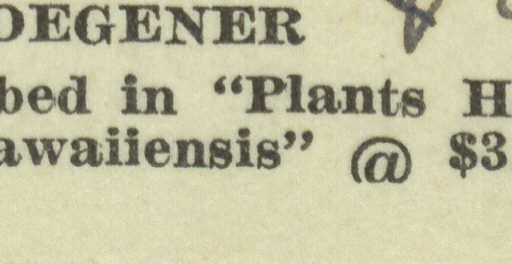 DEGENER
bed in “Plants H
awaiiensis” @ $3